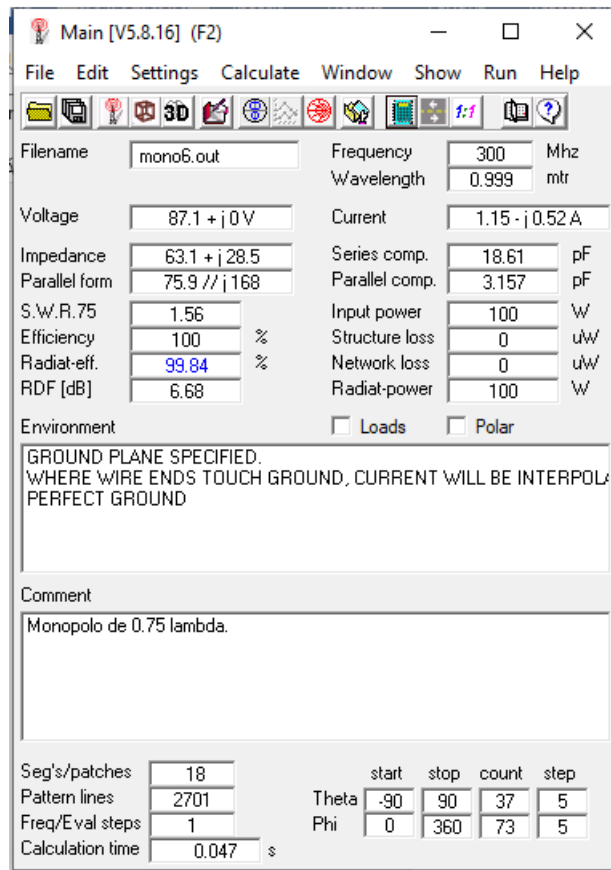 Main [V5.8.16] (F2)
File Edit Settings Calculate Window Show Run Help
3D 1:1
Filename mono6.out Frequency 300 Mhz
Wavelength 0.999 mtr
Voltage 87.1 + j 0 V Current 1.15 - j 0.52 A
Impedance 63.1 + j 28.5 Series comp. 18.61 pF
Parallel form 75.9 // j 168 Parallel comp. 3.157 pF
S.W.R.75 1.56 Input power 100 W
Efficiency 100 % Structure loss 0 uW
Radiat-eff. 99.84 % Network loss 0 uW
RDF [dB] 6.68 Radiat-power 100 W
Environment Loads Polar
GROUND PLANE SPECIFIED.
WHERE WIRE ENDS TOUCH GROUND, CURRENT WILL BE INTERPOLA
PERFECT GROUND
Comment
Monopolo de 0.75 lambda.
Seg's/patches 18 start stop count step
Pattern lines 2701 Theta -90 90 37 5
Freq/Eval steps 1 Phi 0 360 73 5
Calculation time 0.047 s